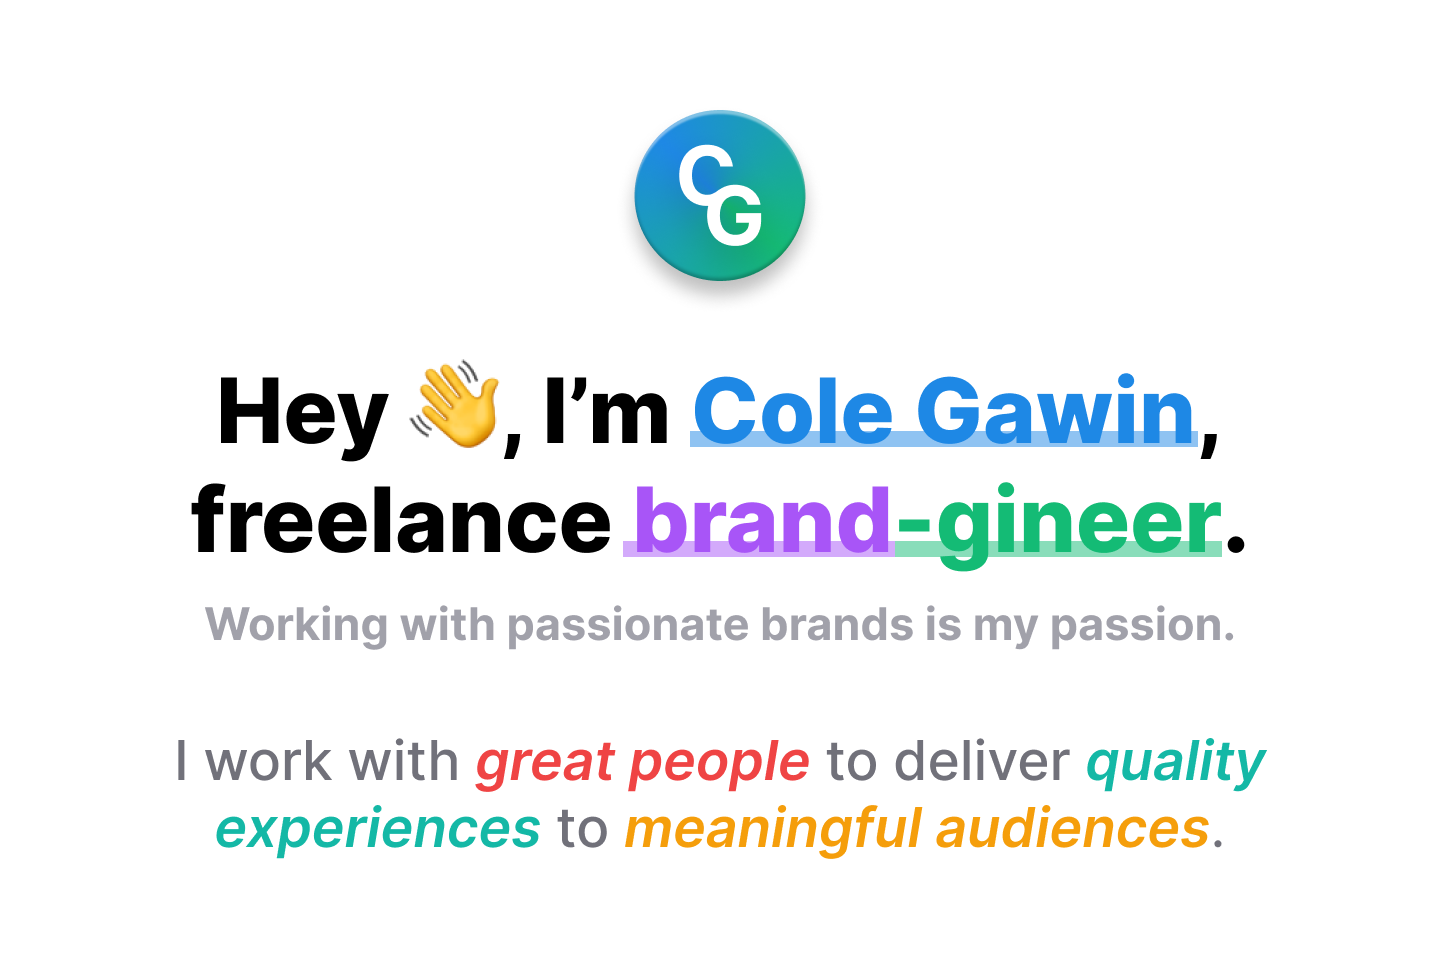 CG
Hey 👋, I’m Cole Gawin,
freelance brand-gineer.
Working with passionate brands is my passion.
I work with great people to deliver quality
experiences to meaningful audiences.